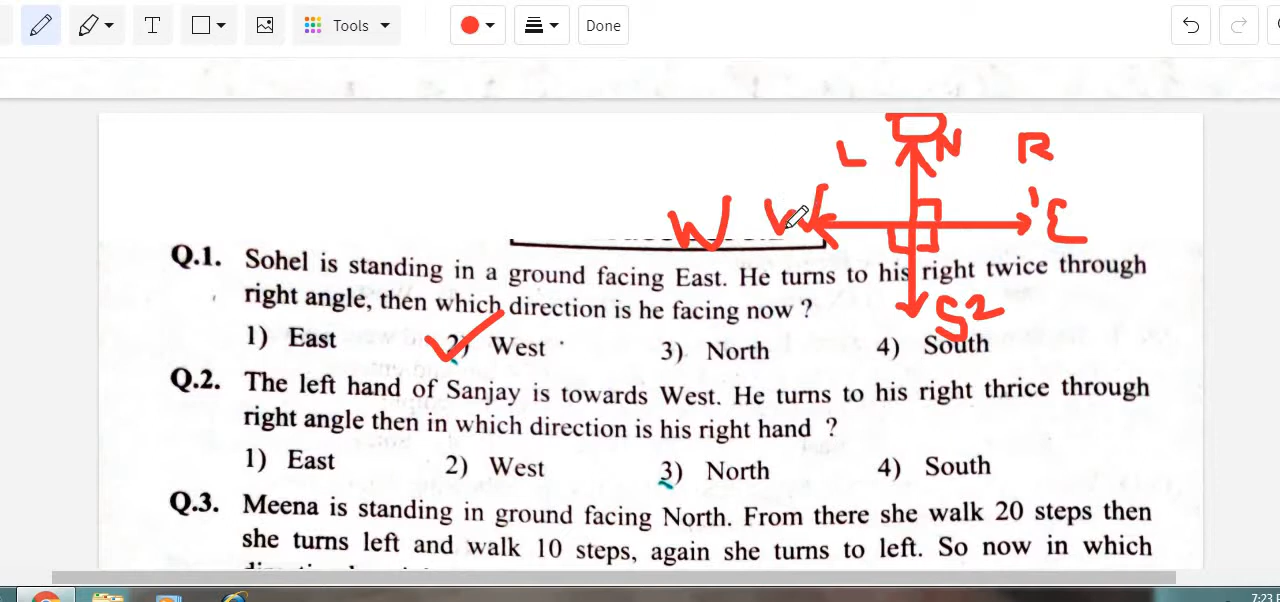 Tools
Done
N
L
R
W
W
E
S 2
Q.1. Sohel is standing in a ground facing East. He turns to his right twice through
right angle, then which direction is he facing now ?
1) East 2) West 3) North 4) South
Q.2. The left hand of Sanjay is towards West. He turns to his right thrice through
right angle then in which direction is his right hand ?
1) East 2) West 3) North 4) South
Q.3. Meena is standing in ground facing North. From there she walk 20 steps then
she turns left and walk 10 steps, again she turns to left. So now in which
7:23